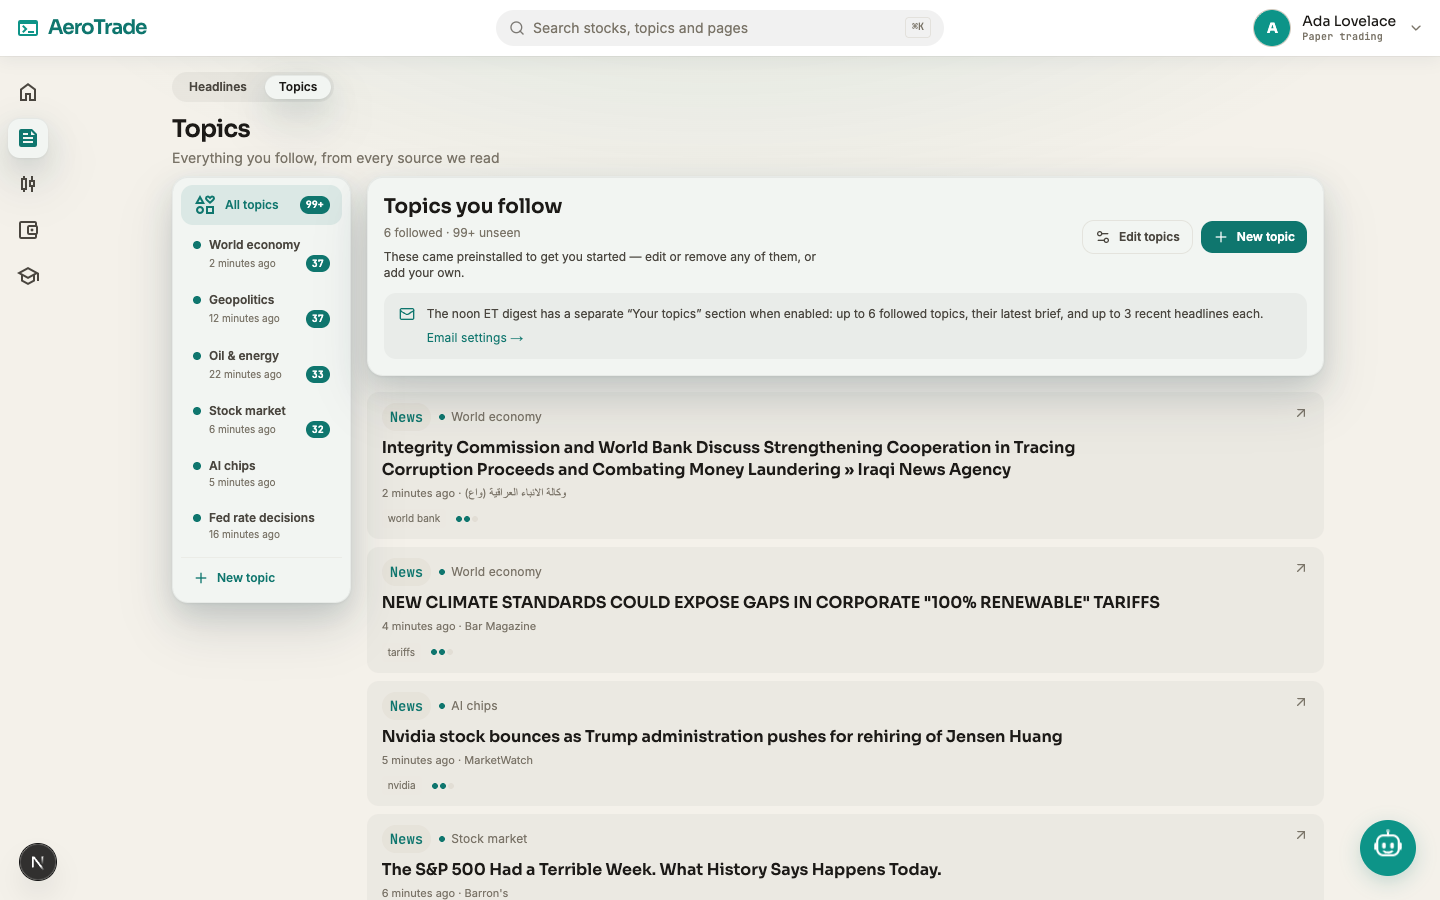 AeroTrade
Search stocks, topics and pages
⌘K
A
Ada Lovelace
Paper trading
Headlines
Topics
Topics
Everything you follow, from every source we read
All topics
99+
World economy
2 minutes ago
37
Geopolitics
12 minutes ago
37
Oil & energy
22 minutes ago
33
Stock market
6 minutes ago
32
AI chips
5 minutes ago
Fed rate decisions
16 minutes ago
New topic
Topics you follow
6 followed · 99+ unseen
These came preinstalled to get you started — edit or remove any of them, or
add your own.
Edit topics
New topic
The noon ET digest has a separate “Your topics” section when enabled: up to 6 followed topics, their latest brief, and up to 3 recent headlines each.
Email settings →
News
World economy
Integrity Commission and World Bank Discuss Strengthening Cooperation in Tracing
Corruption Proceeds and Combating Money Laundering » Iraqi News Agency
2 minutes ago · وكالة الانباء العراقية (واع)
world bank
News
World economy
NEW CLIMATE STANDARDS COULD EXPOSE GAPS IN CORPORATE "100% RENEWABLE" TARIFFS
4 minutes ago · Bar Magazine
tariffs
News
AI chips
Nvidia stock bounces as Trump administration pushes for rehiring of Jensen Huang
5 minutes ago · MarketWatch
nvidia
News
Stock market
The S&P 500 Had a Terrible Week. What History Says Happens Today.
6 minutes ago · Barron's
N